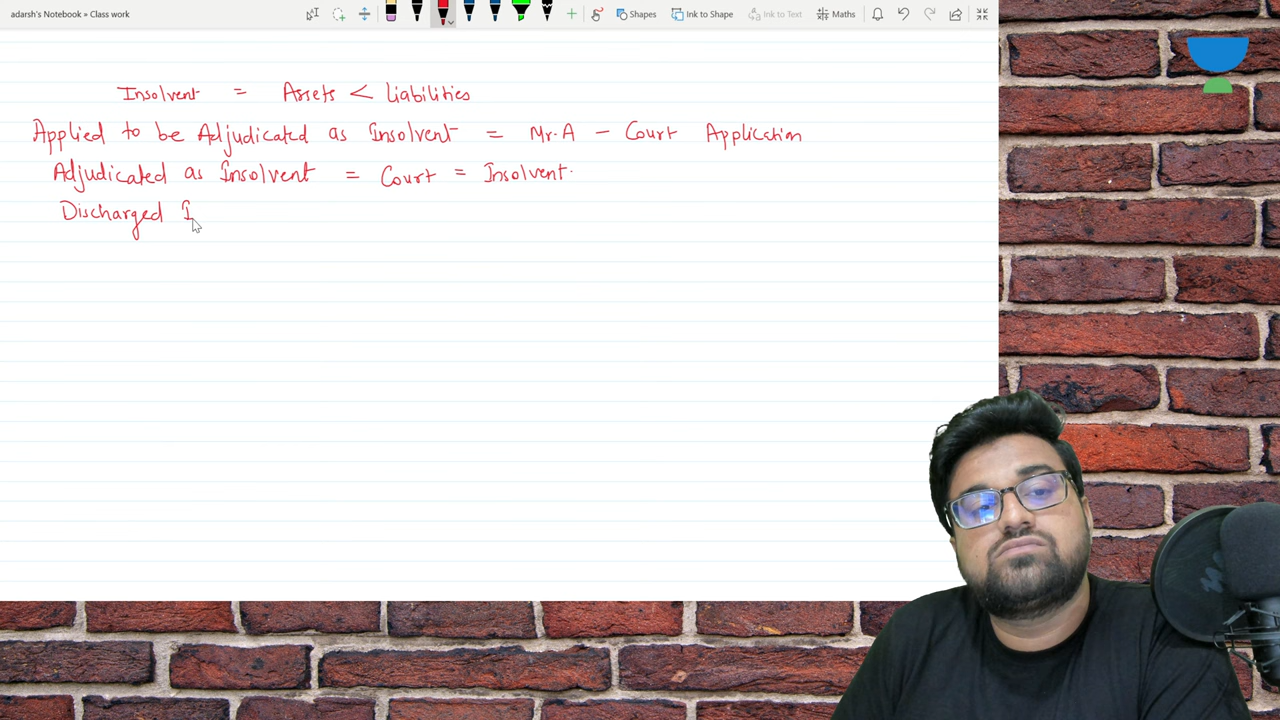 adarsh's Notebook » Class work
Shapes
Ink to Shape
Ink to Text
Maths
Insolvent = Assets < Liabilities
Applied to be Adjudicated as Insolvent = Mr. A - Court Application
Adjudicated as Insolvent = Court = Insolvent.
Discharged I